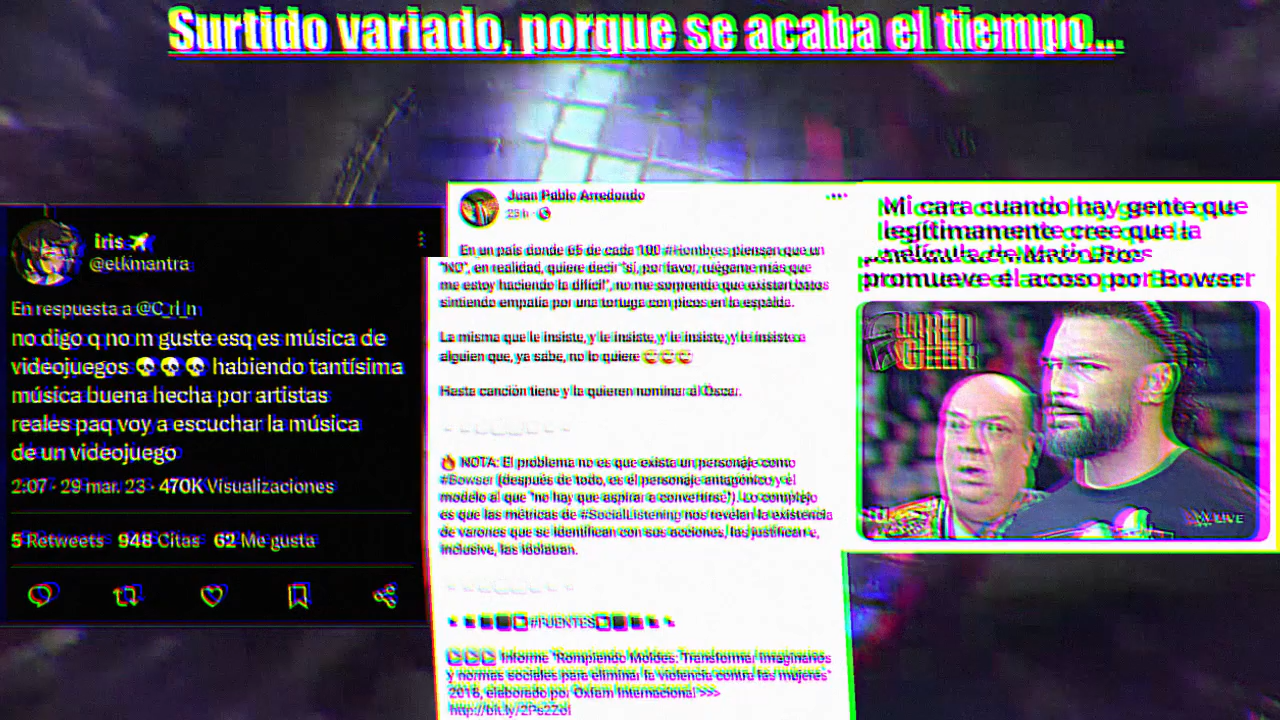 Surtido variado, porque se acaba el tiempo...
iris
@elkmantra
En respuesta a @C_rl_n
no digo q no m guste esq es música de
videojuegos 💀💀💀 habiendo tantísima
música buena hecha por artistas
reales paq voy a escuchar la música
de un videojuego
2:07 · 29 mar. 23 · 470K Visualizaciones
5 Retweets 948 Citas 62 Me gusta
Juan Pablo Arredondo
23 h
En un país donde 65 de cada 100 #Hombres piensan que un
"NO", en realidad, quiere decir "sí, por favor, ruégame más que
me estoy haciendo la difícil", no me sorprende que existan batos
sintiendo empatía por una tortuga con picos en la espalda.
La misma que le insiste, y le insiste, y le insiste, y le insiste a
alguien que, ya sabe, no lo quiere
Hasta canción tiene y la quieren nominar al Óscar.
🔥 NOTA: El problema no es que exista un personaje como
#Bowser (después de todo, es el personaje antagónico y el
modelo al que "no hay que aspirar a convertirse"). Lo complejo
es que las métricas de #SocialListening nos revelan la existencia
de varones que se identifican con sus acciones, las justifican e,
inclusive, las idolatran.
#FUENTES
Informe "Rompiendo Moldes: Transformar imaginarios
y normas sociales para eliminar la violencia contra las mujeres"
2018, elaborado por Oxfam Internacional >>>
Mi cara cuando hay gente que
legítimamente cree que la
película de Mario Bros
promueve el acoso por Bowser
GEEK
LIVE